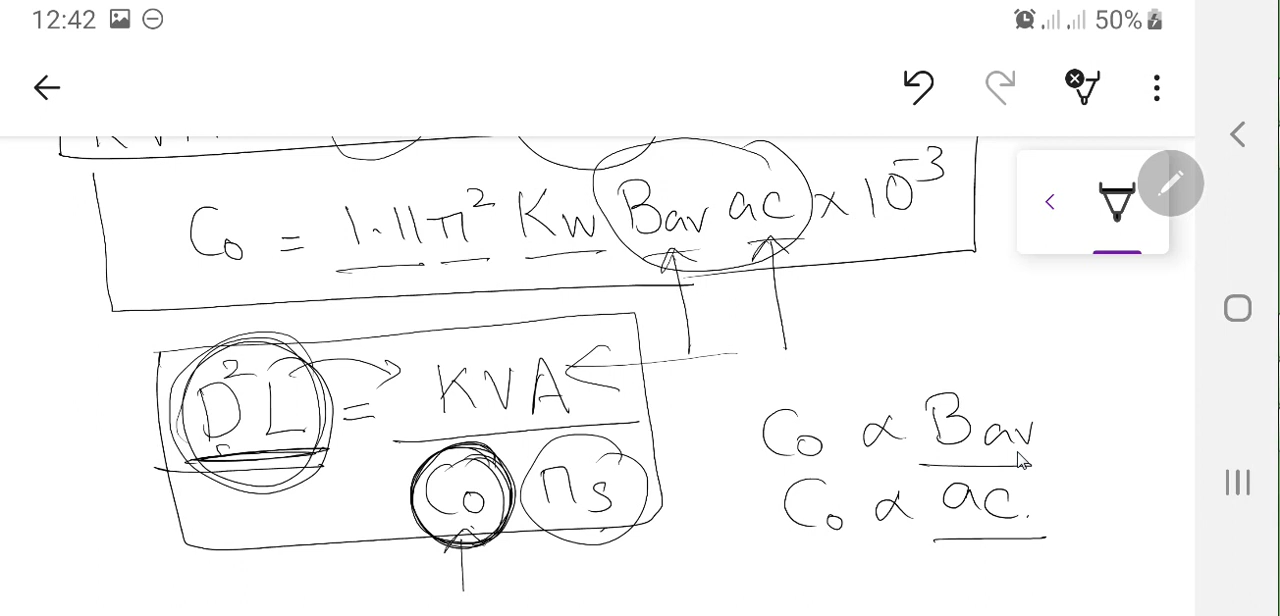 12:42 50%
C₀ = 1.11π² Kw Bav ac × 10⁻³
D²L = KVA / C₀ ns
C₀ ∝ Bav
C₀ ∝ ac.